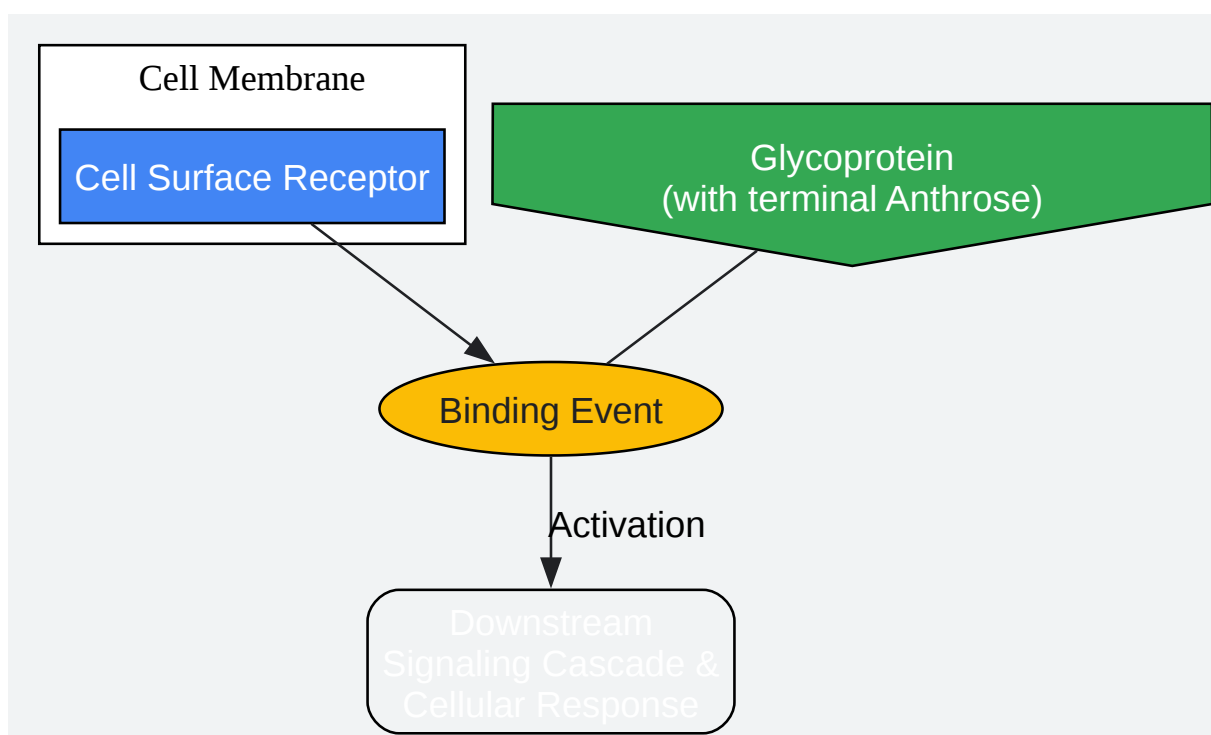 Cell Membrane
Cell Surface Receptor
Glycoprotein
(with terminal Anthrose)
Binding Event
Activation
Downstream
Signaling Cascade &
Cellular Response